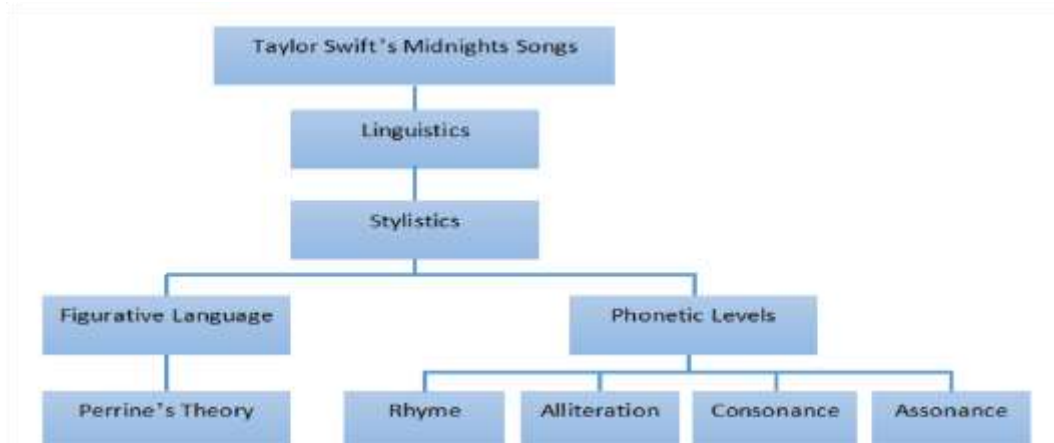 Taylor Swift's Midnights Songs
Linguistics
Stylistics
Figurative Language
Phonetic Levels
Perrine's Theory
Rhyme
Alliteration
Consonance
Assonance